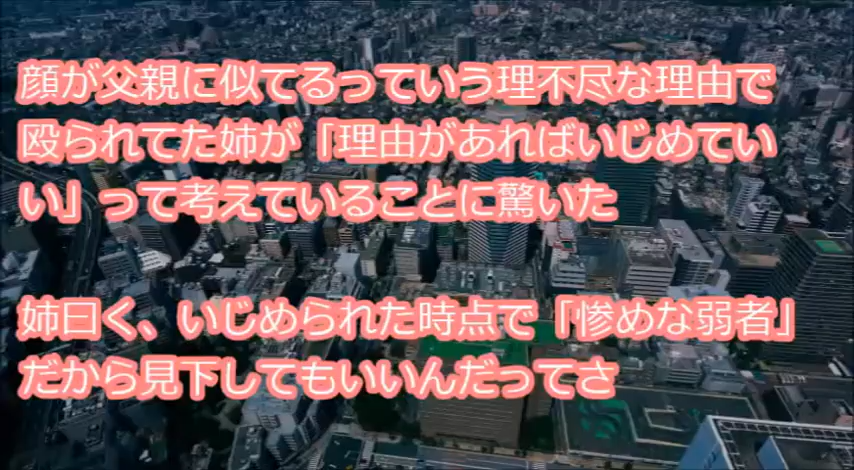 顔が父親に似てるっていう理不尽な理由で
殴られてた姉が「理由があればいじめてい
い」って考えていることに驚いた
姉曰く、いじめられた時点で「惨めな弱者」
だから見下してもいいんだってさ